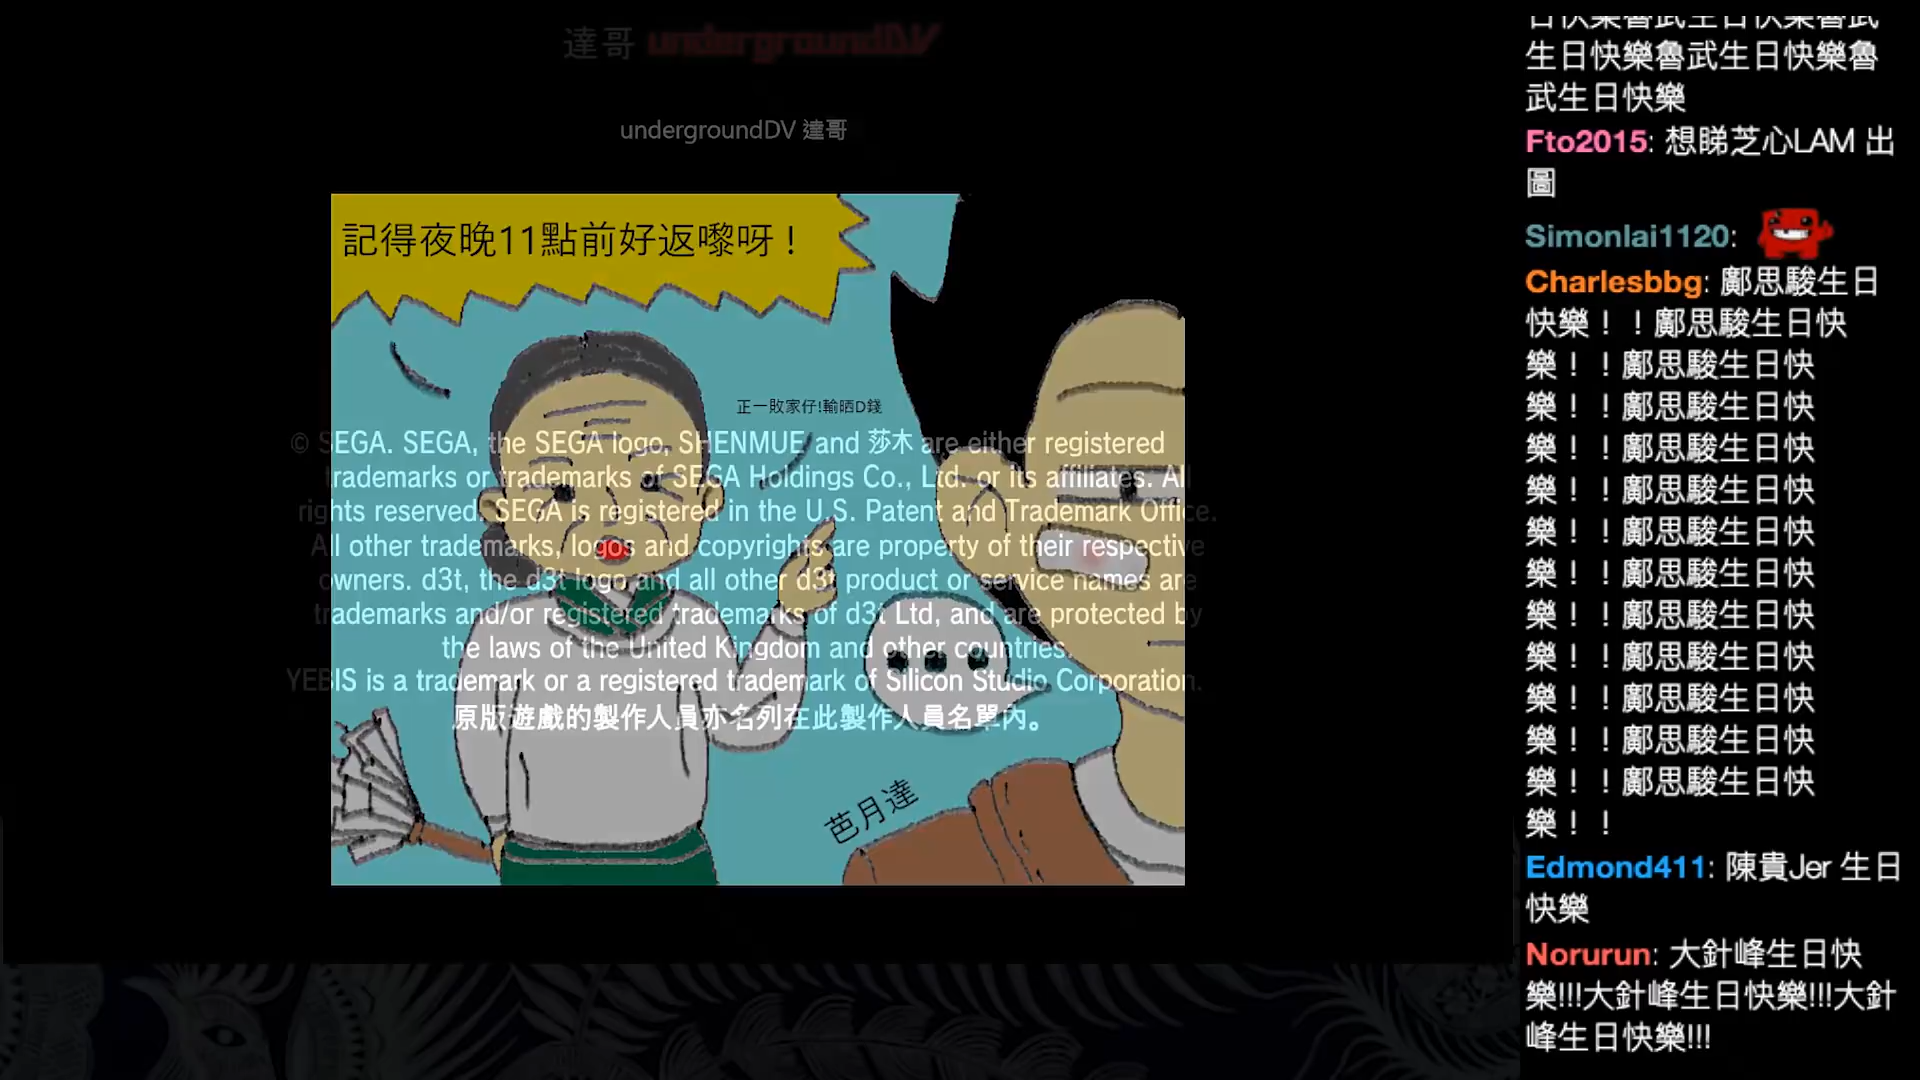 達哥 undergroundDV
undergroundDV 達哥
記得夜晚11點前好返嚟呀！
正一敗家仔!輸晒D錢
© SEGA. SEGA, the SEGA logo, SHENMUE and 莎木 are either registered
trademarks or trademarks of SEGA Holdings Co., Ltd. or its affiliates. All
rights reserved. SEGA is registered in the U.S. Patent and Trademark Office.
All other trademarks, logos and copyrights are property of their respective
owners. d3t, the d3t logo and all other d3t product or service names are
trademarks and/or registered trademarks of d3t Ltd, and are protected by
the laws of the United Kingdom and other countries.
YEBIS is a trademark or a registered trademark of Silicon Studio Corporation.
原版遊戲的製作人員亦名列在此製作人員名單內。
芭月達
日快樂魯武生日快樂魯武
生日快樂魯武生日快樂魯
武生日快樂
Fto2015: 想睇芝心LAM 出
圖
Simonlai1120:
Charlesbbg: 鄺思駿生日
快樂！！鄺思駿生日快
樂！！鄺思駿生日快
樂！！鄺思駿生日快
樂！！鄺思駿生日快
樂！！鄺思駿生日快
樂！！鄺思駿生日快
樂！！鄺思駿生日快
樂！！鄺思駿生日快
樂！！鄺思駿生日快
樂！！鄺思駿生日快
樂！！鄺思駿生日快
樂！！鄺思駿生日快
樂！！
Edmond411: 陳貴Jer 生日
快樂
Norurun: 大針峰生日快
樂!!!大針峰生日快樂!!!大針
峰生日快樂!!!